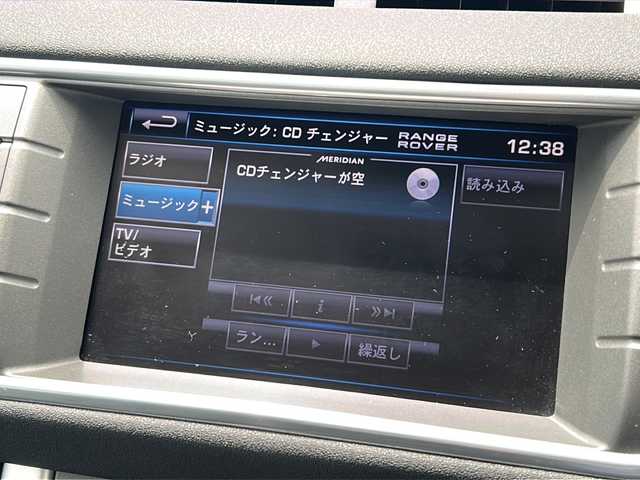 ミュージック: CD チェンジャー
RANGE
ROVER
12:38
ラジオ
MERIDIAN
CDチェンジャーが空
読み込み
ミュージック+
TV/
ビデオ
i
ラン...
繰返し